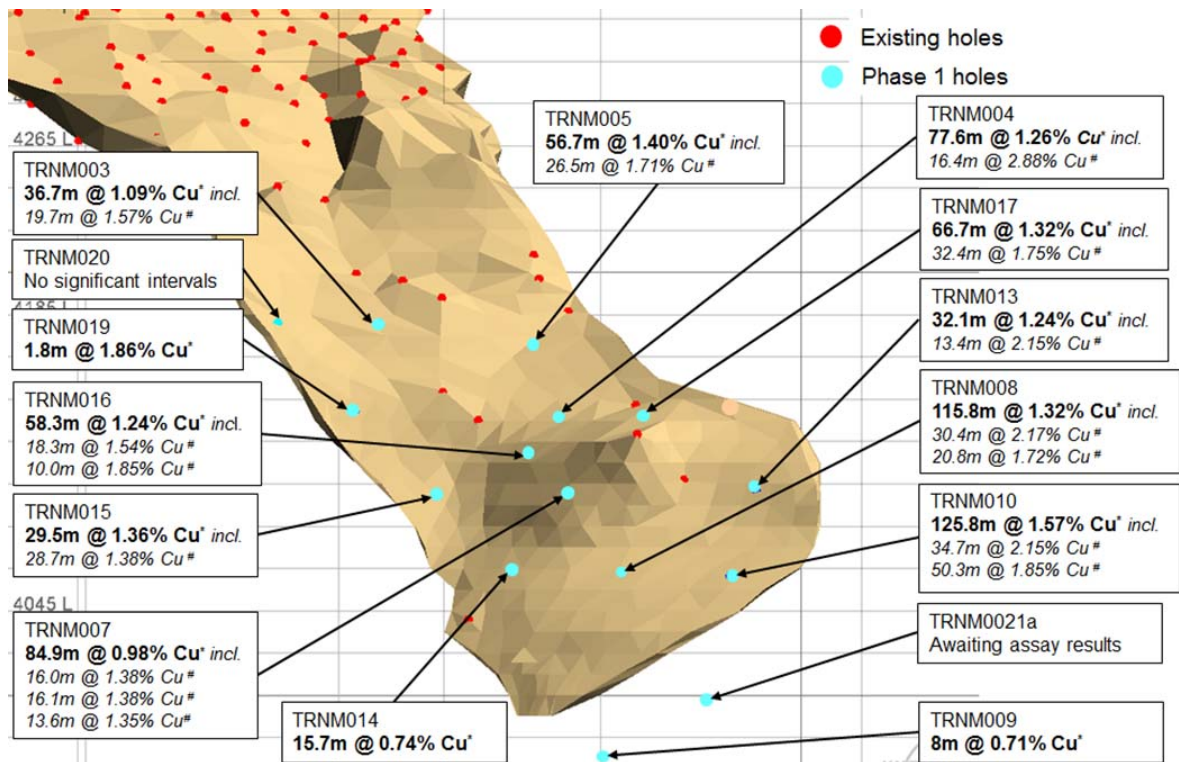 Existing holes
Phase 1 holes
4265 L
4185 L
4045 L
TRNM005
56.7m @ 1.40% Cu* incl.
26.5m @ 1.71% Cu #
TRNM004
77.6m @ 1.26% Cu* incl.
16.4m @ 2.88% Cu #
TRNM003
36.7m @ 1.09% Cu* incl.
19.7m @ 1.57% Cu #
TRNM017
66.7m @ 1.32% Cu* incl.
32.4m @ 1.75% Cu #
TRNM020
No significant intervals
TRNM013
32.1m @ 1.24% Cu* incl.
13.4m @ 2.15% Cu #
TRNM019
1.8m @ 1.86% Cu*
TRNM008
115.8m @ 1.32% Cu* incl.
30.4m @ 2.17% Cu #
20.8m @ 1.72% Cu #
TRNM016
58.3m @ 1.24% Cu* incl.
18.3m @ 1.54% Cu #
10.0m @ 1.85% Cu #
TRNM010
125.8m @ 1.57% Cu* incl.
34.7m @ 2.15% Cu #
50.3m @ 1.85% Cu #
TRNM015
29.5m @ 1.36% Cu* incl.
28.7m @ 1.38% Cu #
TRNM0021a
Awaiting assay results
TRNM007
84.9m @ 0.98% Cu* incl.
16.0m @ 1.38% Cu #
16.1m @ 1.38% Cu #
13.6m @ 1.35% Cu #
TRNM014
15.7m @ 0.74% Cu*
TRNM009
8m @ 0.71% Cu*